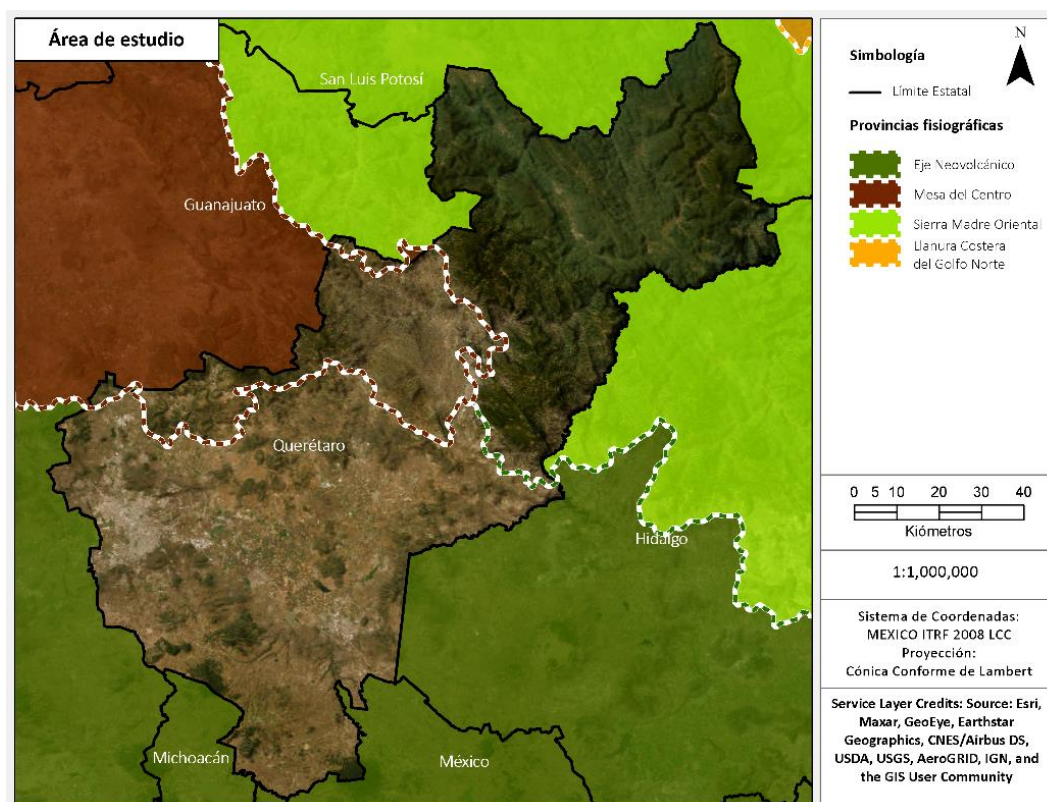 Área de estudio
San Luis Potosí
Guanajuato
Querétaro
Hidalgo
Michoacán
México
N
Simbología
Límite Estatal
Provincias fisiográficas
Eje Neovolcánico
Mesa del Centro
Sierra Madre Oriental
Llanura Costera
del Golfo Norte
0 5 10 20 30 40
Kiómetros
1:1,000,000
Sistema de Coordenadas:
MEXICO ITRF 2008 LCC
Proyección:
Cónica Conforme de Lambert
Service Layer Credits: Source: Esri,
Maxar, GeoEye, Earthstar
Geographics, CNES/Airbus DS,
USDA, USGS, AeroGRID, IGN, and
the GIS User Community